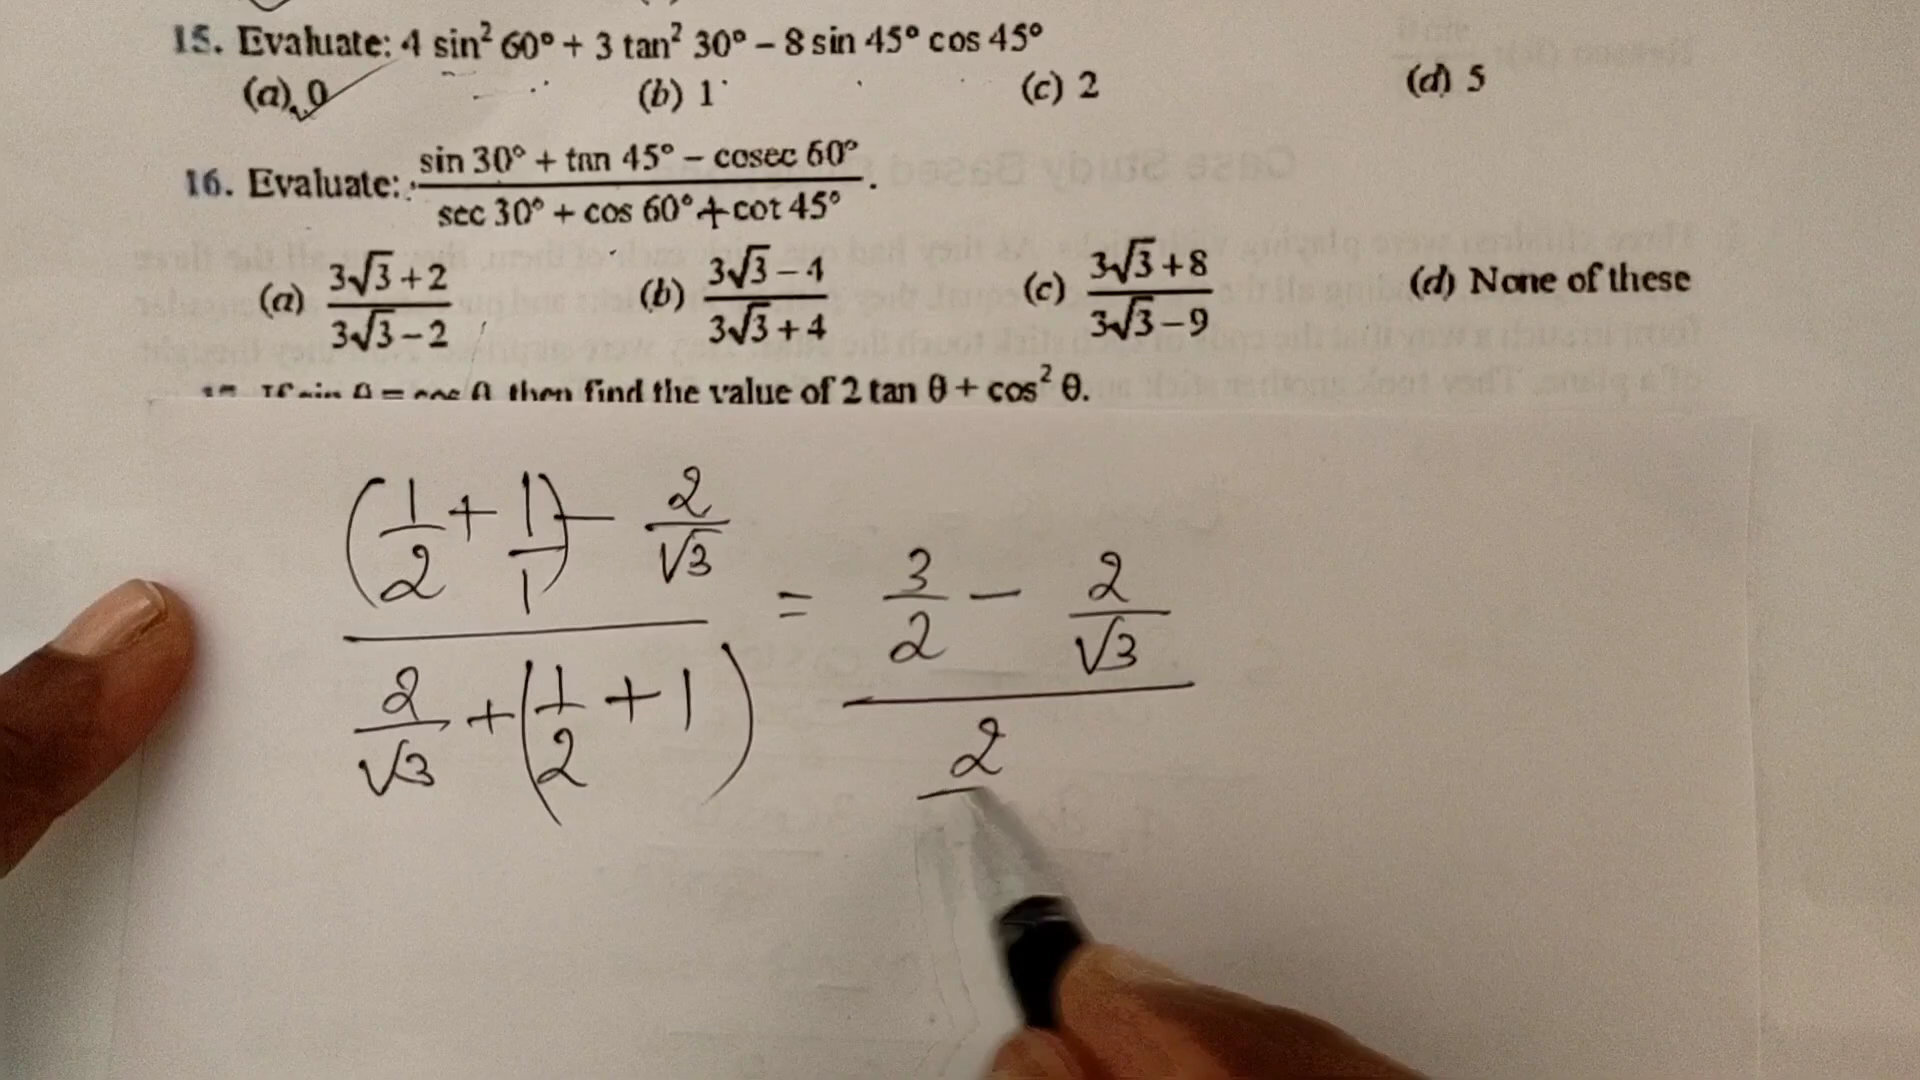 15. Evaluate: 4 sin² 60° + 3 tan² 30° – 8 sin 45° cos 45°
(a) 0 (b) 1 (c) 2 (d) 5
16. Evaluate: (sin 30° + tan 45° – cosec 60°)/(sec 30° + cos 60° + cot 45°).
(a) (3√3 + 2)/(3√3 – 2) (b) (3√3 – 4)/(3√3 + 4) (c) (3√3 + 8)/(3√3 – 9) (d) None of these
17. If sin θ = cos θ, then find the value of 2 tan θ + cos² θ.
((1/2 + 1/1) – 2/√3)/(2/√3 + (1/2 + 1)) = (3/2 – 2/√3)/(2/